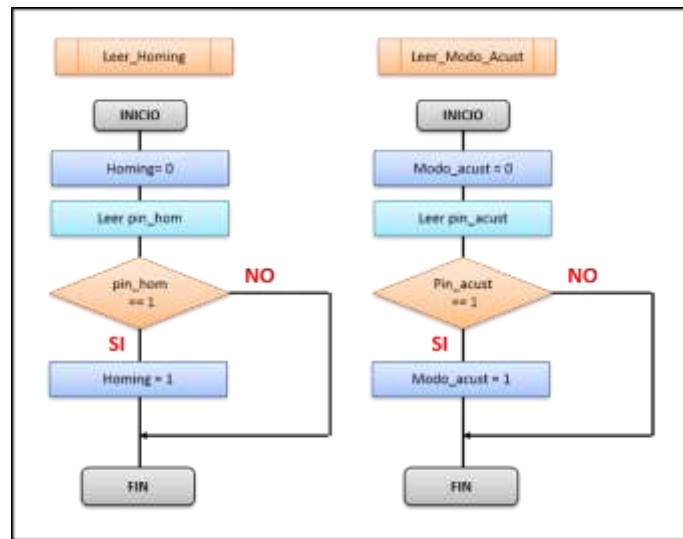 Leer_Homing
INICIO
Homing= 0
Leer pin_hom
pin_hom
== 1
NO
SI
Homing = 1
FIN
Leer_Modo_Acust
INICIO
Modo_acust = 0
Leer pin_acust
Pin_acust
== 1
NO
SI
Modo_acust = 1
FIN